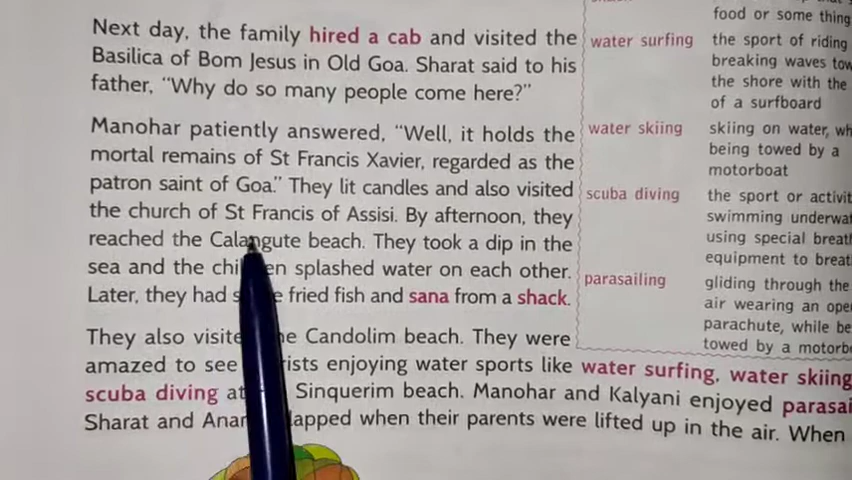 Next day, the family hired a cab and visited the
Basilica of Bom Jesus in Old Goa. Sharat said to his
father, "Why do so many people come here?"
Manohar patiently answered, "Well, it holds the
mortal remains of St Francis Xavier, regarded as the
patron saint of Goa." They lit candles and also visited
the church of St Francis of Assisi. By afternoon, they
reached the Calangute beach. They took a dip in the
sea and the children splashed water on each other.
Later, they had fried fish and sana from a shack.
They also visited the Candolim beach. They were
amazed to see tourists enjoying water sports like water surfing, water skiing
scuba diving at Sinquerim beach. Manohar and Kalyani enjoyed parasai
Sharat and clapped when their parents were lifted up in the air. When
food or some thing
water surfing the sport of riding
breaking waves tow
the shore with the
of a surfboard
water skiing skiing on water, wh
being towed by a
motorboat
scuba diving the sport or activit
swimming underwat
using special breat
equipment to breat
parasailing gliding through the
air wearing an ope
parachute, while be
towed by a motorb